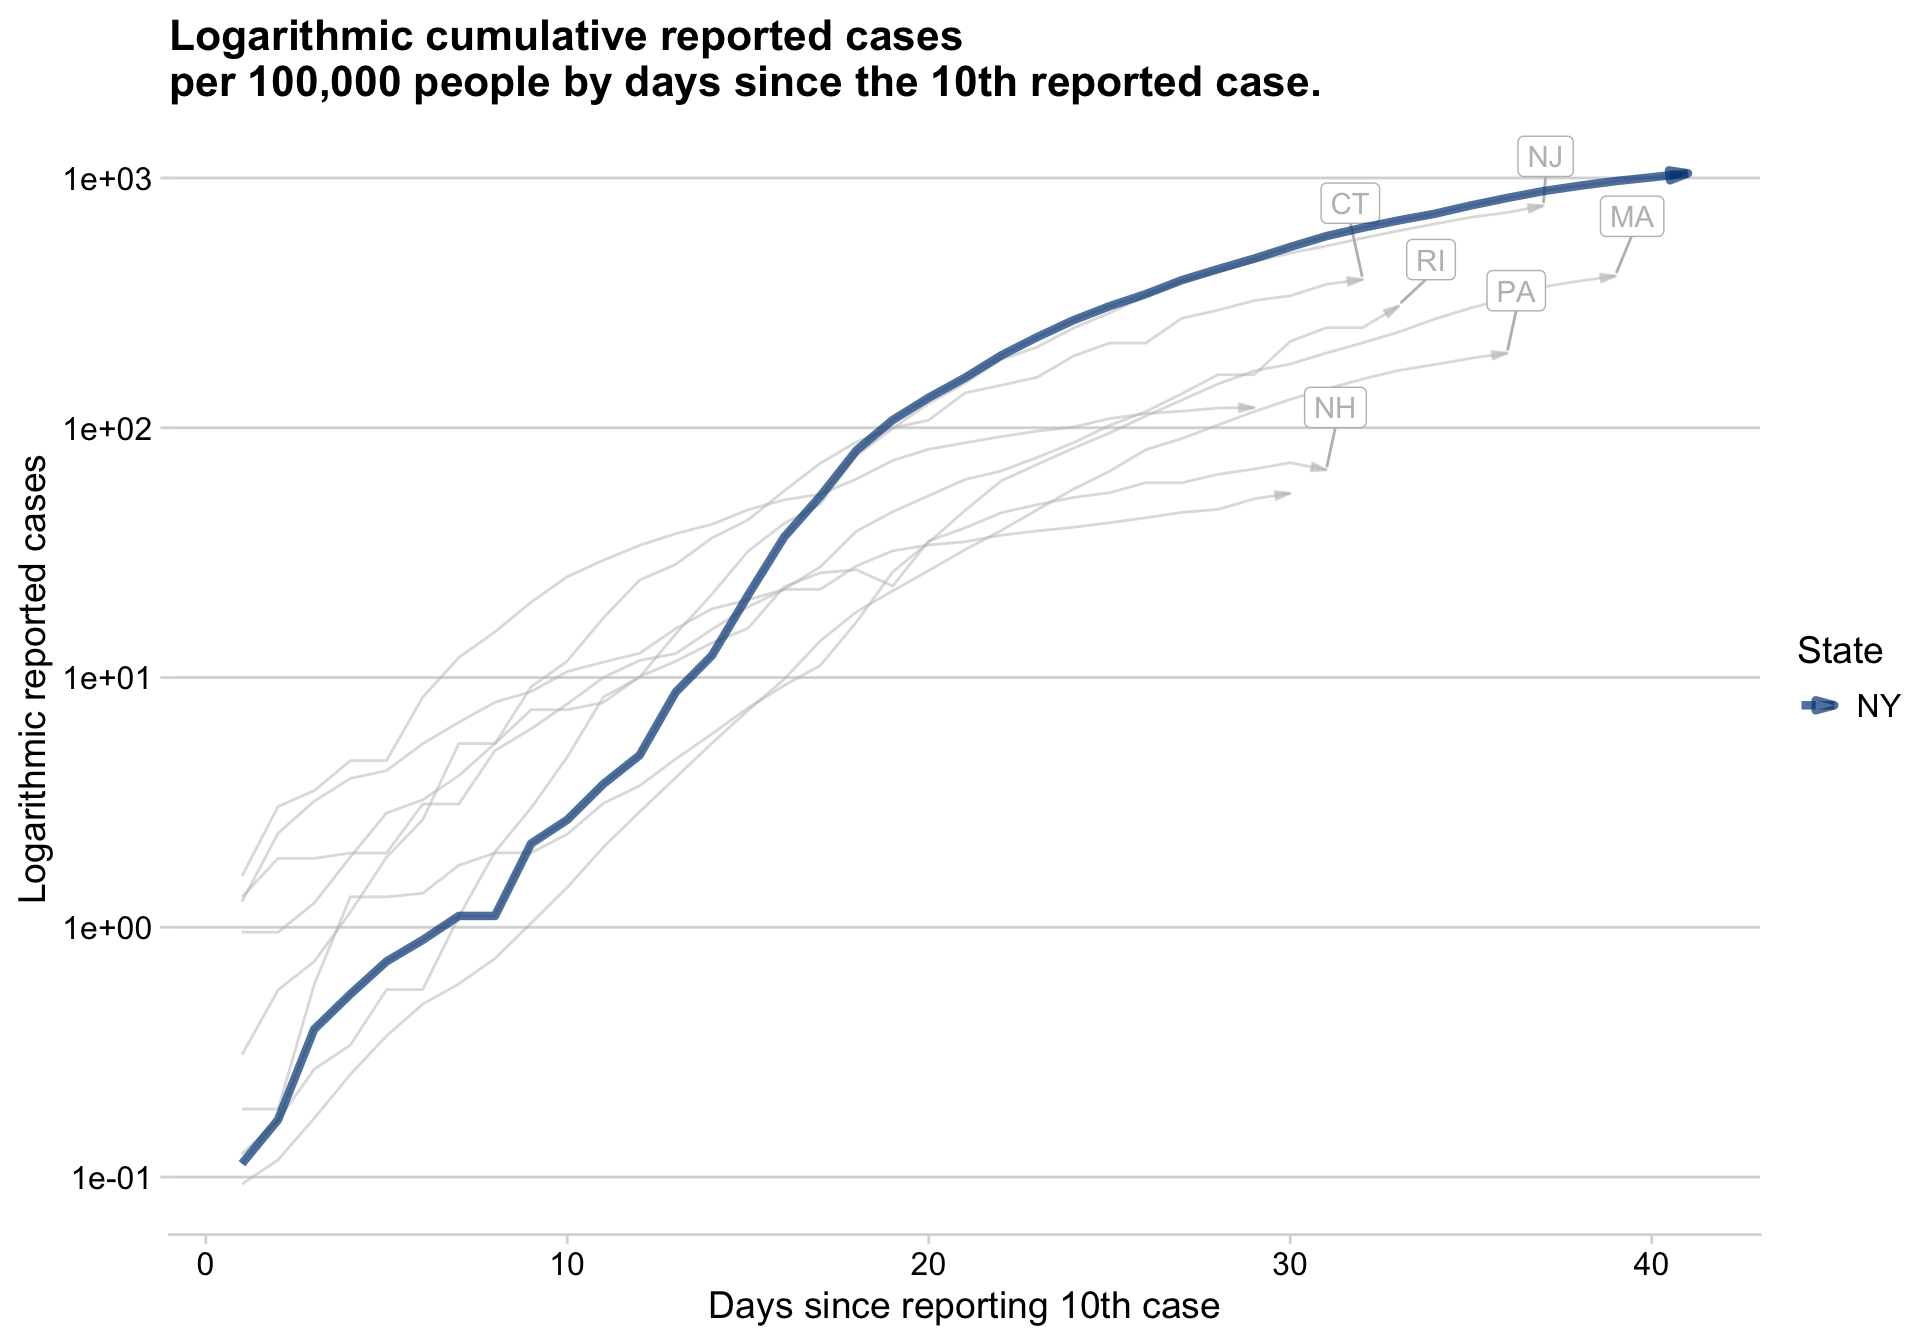 Logarithmic cumulative reported cases
per 100,000 people by days since the 10th reported case.
1e+03
1e+02
1e+01
1e+00
1e-01
Logarithmic reported cases
NJ
CT
MA
RI
PA
NH
State
NY
0 10 20 30 40
Days since reporting 10th case